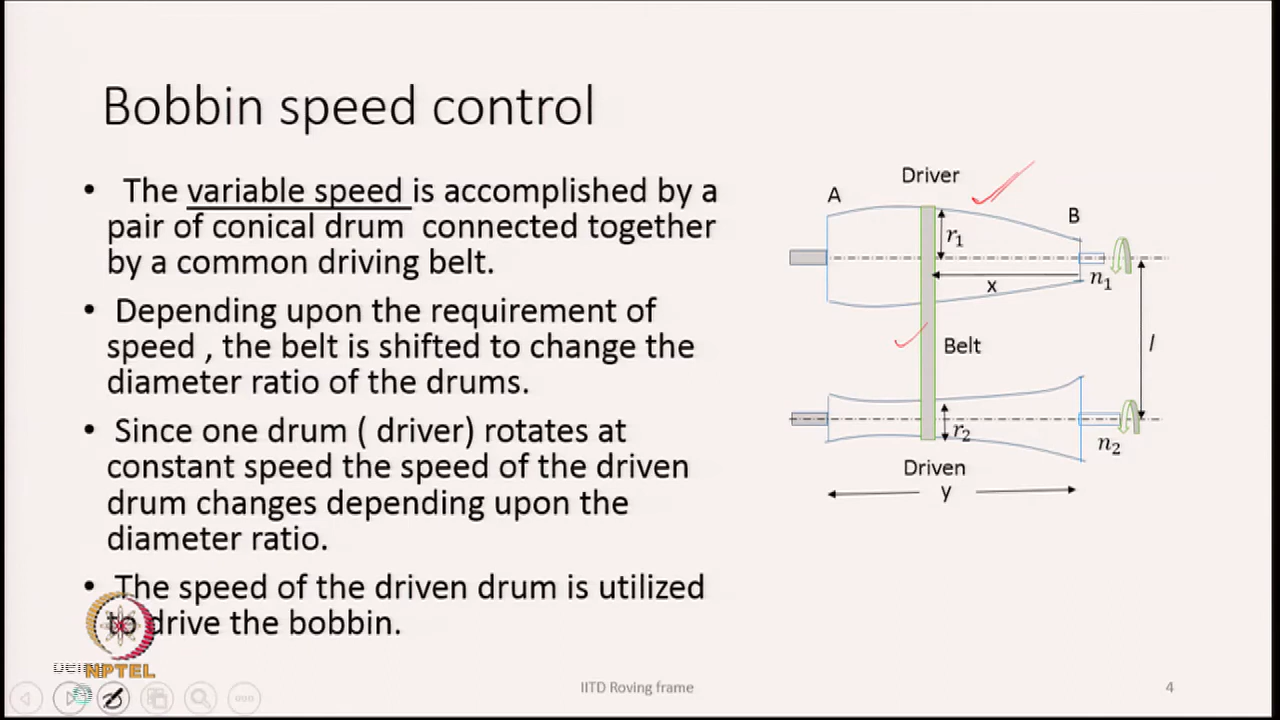 Bobbin speed control
• The variable speed is accomplished by a
pair of conical drum connected together
by a common driving belt.
• Depending upon the requirement of
speed , the belt is shifted to change the
diameter ratio of the drums.
• Since one drum ( driver) rotates at
constant speed the speed of the driven
drum changes depending upon the
diameter ratio.
• The speed of the driven drum is utilized
to drive the bobbin.
Driver
A
B
r₁
x
n₁
Belt
l
r₂
n₂
Driven
y
NPTEL
IITD Roving frame
4